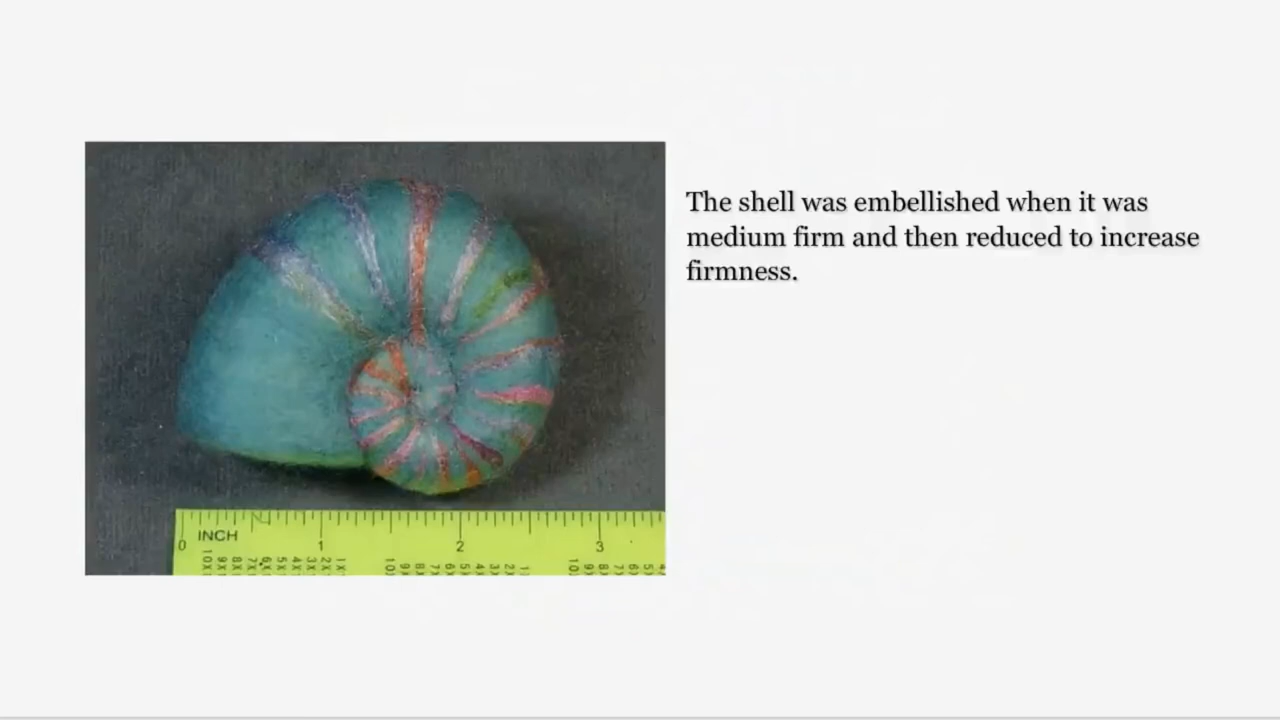 The shell was embellished when it was
medium firm and then reduced to increase
firmness.
INCH
0 1 2 3